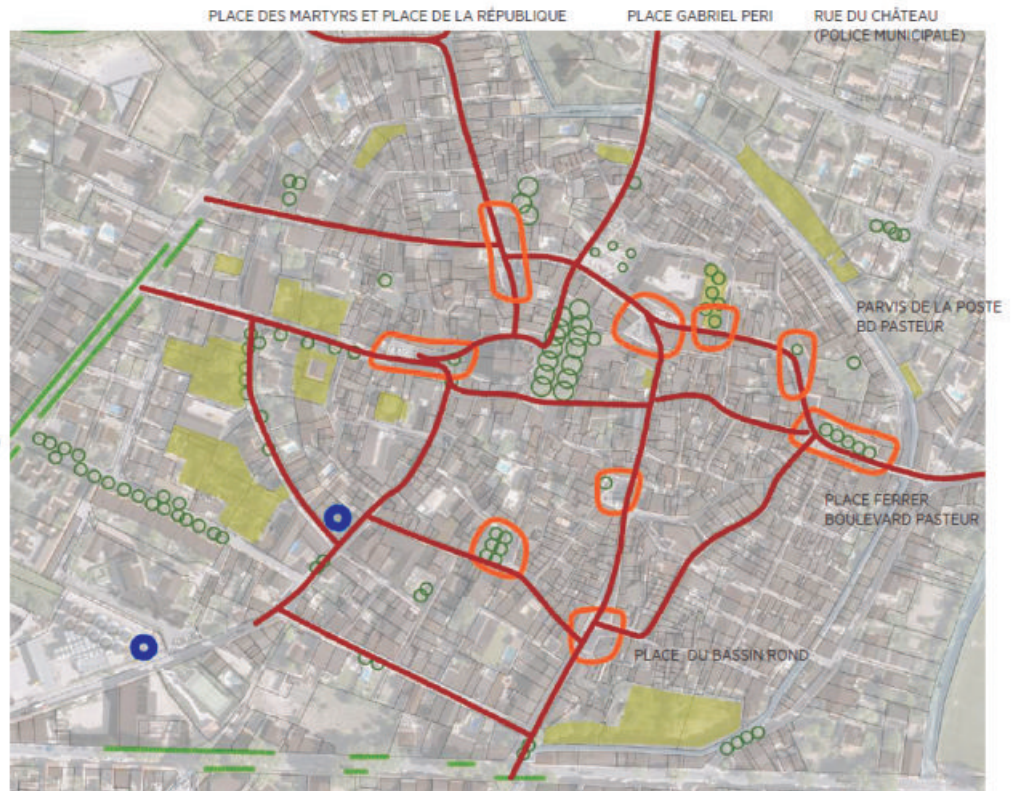 PLACE DES MARTYRS ET PLACE DE LA RÉPUBLIQUE
PLACE GABRIEL PERI
RUE DU CHÂTEAU
(POLICE MUNICIPALE)
PARVIS DE LA POSTE
BD PASTEUR
PLACE FERRER
BOULEVARD PASTEUR
PLACE DU BASSIN ROND